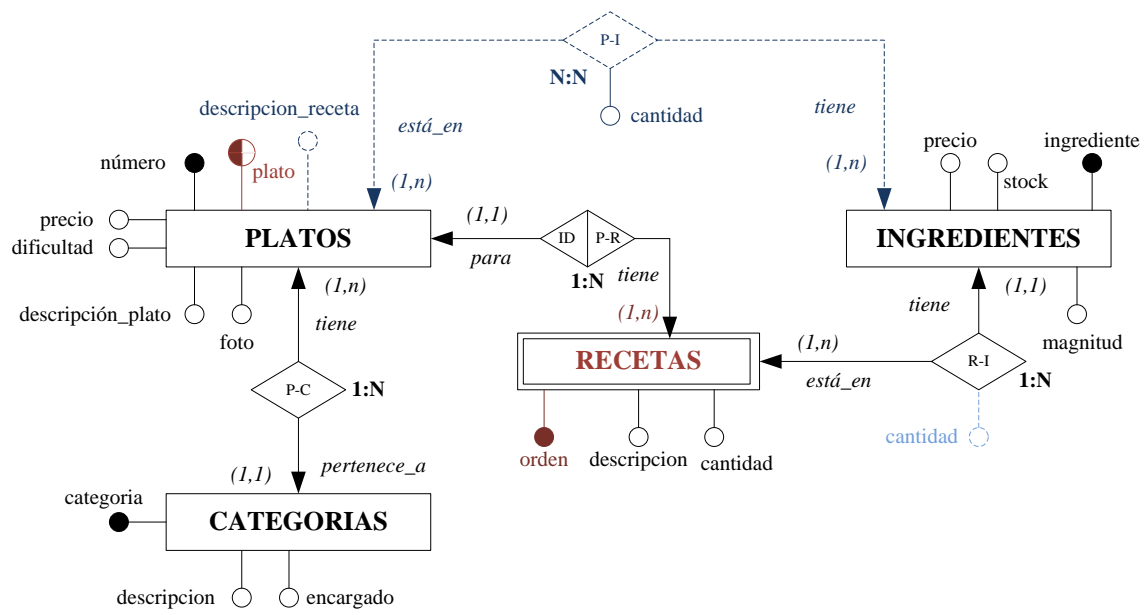 P-I
N:N
cantidad
descripcion_receta
está_en
tiene
número
plato
(1,n)
(1,n)
precio
ingrediente
stock
precio
dificultad
PLATOS
(1,1)
para
ID
P-R
1:N
tiene
INGREDIENTES
descripción_plato
foto
(1,n)
tiene
(1,n)
tiene
(1,1)
magnitud
RECETAS
(1,n)
está_en
R-I
1:N
P-C
1:N
orden
descripcion
cantidad
cantidad
(1,1)
pertenece_a
categoria
CATEGORIAS
descripcion
encargado